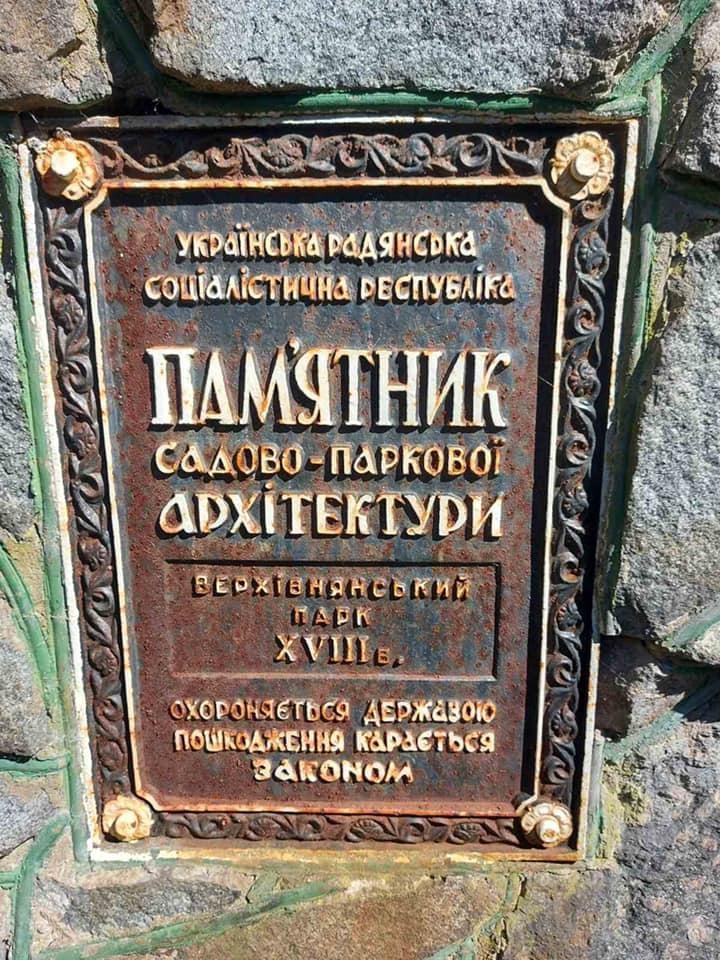 УКРАЇНСЬКА РАДЯНСЬКА
СОЦІАЛІСТИЧНА РЕСПУБЛІКА
ПАМ'ЯТНИК
САДОВО-ПАРКОВОЇ
АРХІТЕКТУРИ
ВЕРХІВНЯНСЬКИЙ
ПАРК
XVIII в.
ОХОРОНЯЄТЬСЯ ДЕРЖАВОЮ
ПОШКОДЖЕННЯ КАРАЄТЬСЯ
ЗАКОНОМ